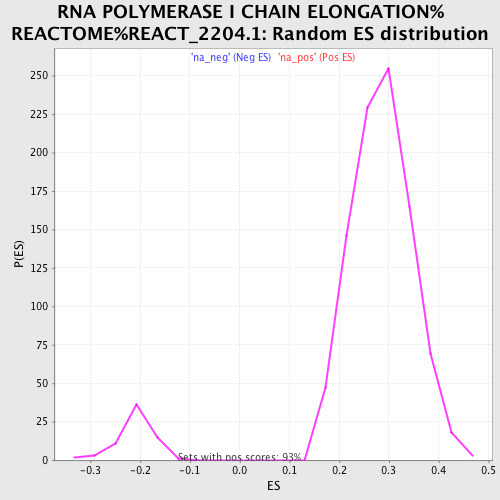 RNA POLYMERASE I CHAIN ELONGATION%
REACTOME%REACT_2204.1: Random ES distribution
'na_neg' (Neg ES) 'na_pos' (Pos ES)
250
225
200
175
150
125
100
75
50
25
0
P(ES)
Sets with pos scores: 93%
-0.3 -0.2 -0.1 0.0 0.1 0.2 0.3 0.4 0.5
ES